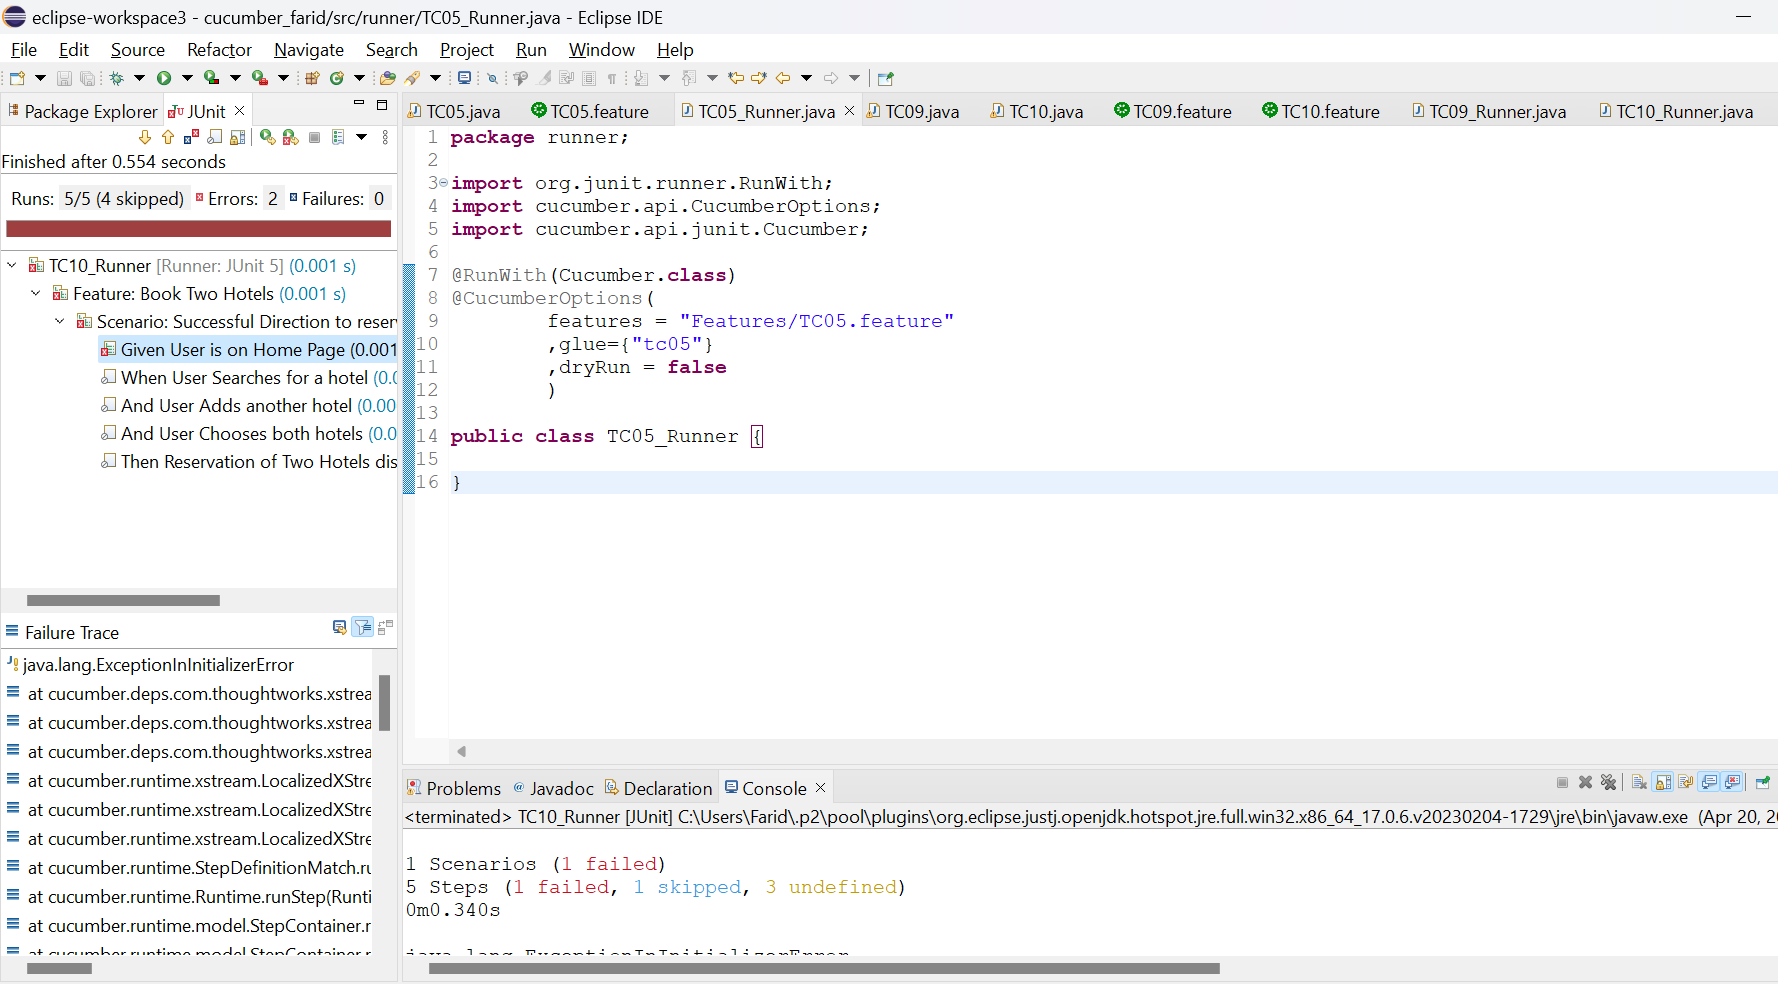 eclipse-workspace3 - cucumber_farid/src/runner/TC05_Runner.java - Eclipse IDE
File Edit Source Refactor Navigate Search Project Run Window Help
Package Explorer JUnit
Finished after 0.554 seconds
Runs: 5/5 (4 skipped) Errors: 2 Failures: 0
TC10_Runner [Runner: JUnit 5] (0.001 s)
Feature: Book Two Hotels (0.001 s)
Scenario: Successful Direction to reser
Given User is on Home Page (0.001
When User Searches for a hotel (0.0
And User Adds another hotel (0.00
And User Chooses both hotels (0.0
Then Reservation of Two Hotels dis
Failure Trace
java.lang.ExceptionInInitializerError
at cucumber.deps.com.thoughtworks.xstrea
at cucumber.deps.com.thoughtworks.xstrea
at cucumber.deps.com.thoughtworks.xstrea
at cucumber.runtime.xstream.LocalizedXStre
at cucumber.runtime.xstream.LocalizedXStre
at cucumber.runtime.xstream.LocalizedXStre
at cucumber.runtime.StepDefinitionMatch.ru
at cucumber.runtime.Runtime.runStep(Runti
at cucumber.runtime.model.StepContainer.r
at cucumber.runtime.model.StepContainer.r
TC05.java TC05.feature TC05_Runner.java TC09.java TC10.java TC09.feature TC10.feature TC09_Runner.java TC10_Runner.java
1 package runner;
2
3 import org.junit.runner.RunWith;
4 import cucumber.api.CucumberOptions;
5 import cucumber.api.junit.Cucumber;
6
7 @RunWith(Cucumber.class)
8 @CucumberOptions(
9 features = "Features/TC05.feature"
10 ,glue={"tc05"}
11 ,dryRun = false
12 )
13
14 public class TC05_Runner {
15
16 }
Problems @ Javadoc Declaration Console
<terminated> TC10_Runner [JUnit] C:\Users\Farid\.p2\pool\plugins\org.eclipse.justj.openjdk.hotspot.jre.full.win32.x86_64_17.0.6.v20230204-1729\jre\bin\javaw.exe (Apr 20, 2
1 Scenarios (1 failed)
5 Steps (1 failed, 1 skipped, 3 undefined)
0m0.340s
java.lang.ExceptionInInitializerError